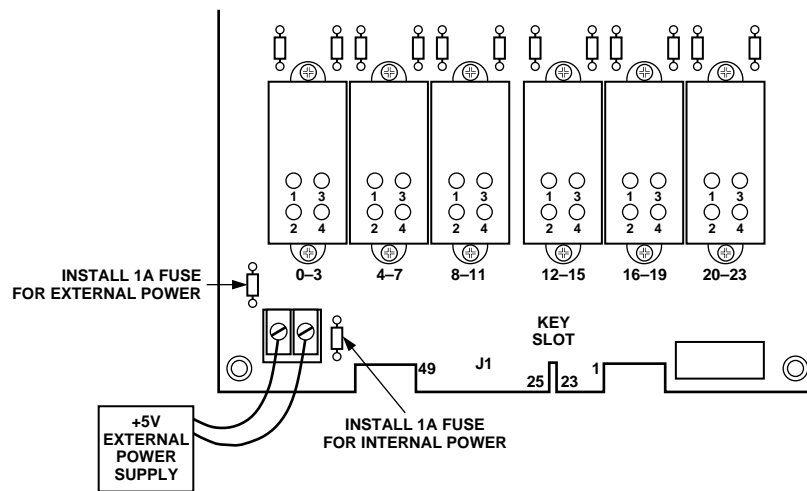 1 3 1 3 1 3 1 3 1 3 1 3
2 4 2 4 2 4 2 4 2 4 2 4
0–3 4–7 8–11 12–15 16–19 20–23
INSTALL 1A FUSE
FOR EXTERNAL POWER
KEY
SLOT
49 J1 25 23 1
INSTALL 1A FUSE
FOR INTERNAL POWER
+5V
EXTERNAL
POWER
SUPPLY